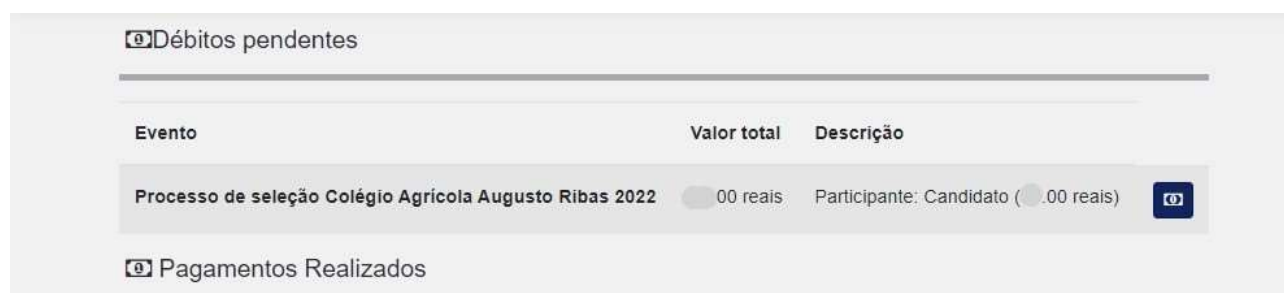 Débitos pendentes
Evento Valor total Descrição
Processo de seleção Colégio Agrícola Augusto Ribas 2022 00 reais Participante: Candidato ( .00 reais)
Pagamentos Realizados